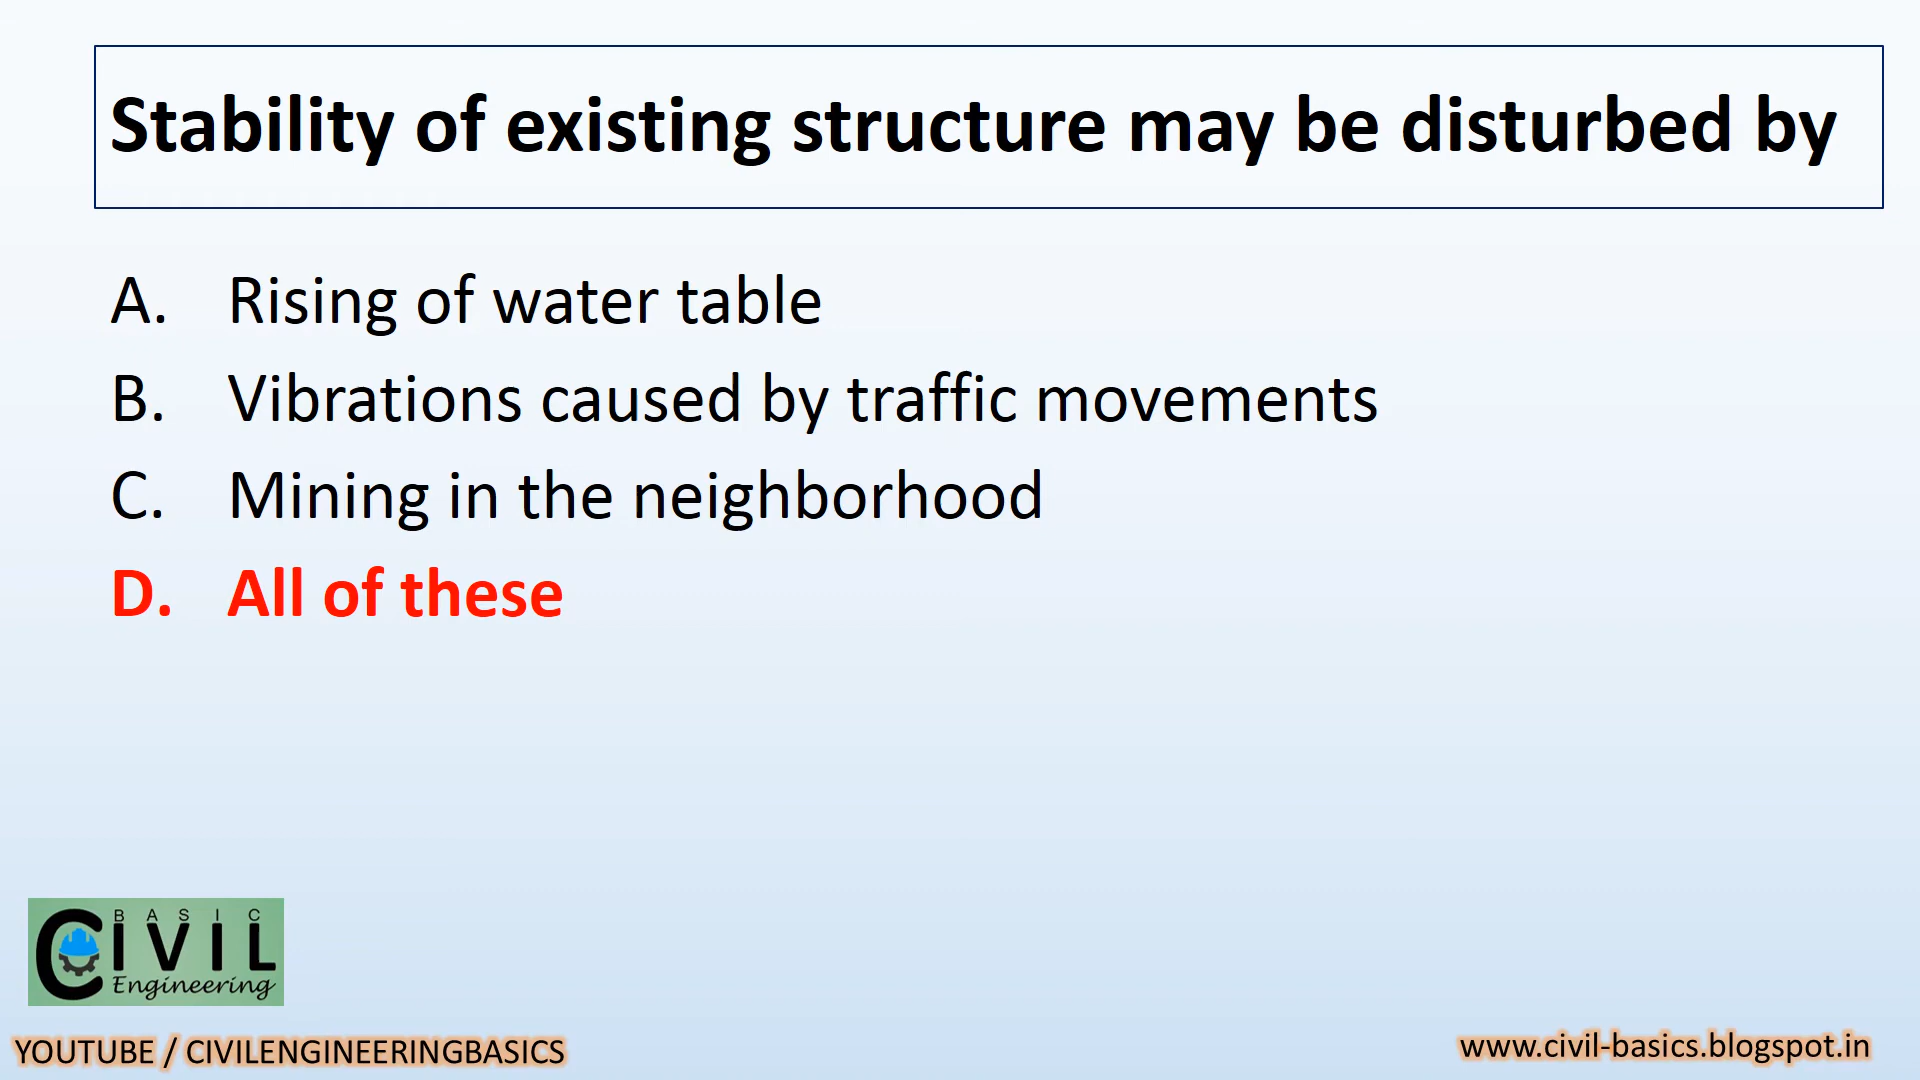 Stability of existing structure may be disturbed by
A. Rising of water table
B. Vibrations caused by traffic movements
C. Mining in the neighborhood
D. All of these
BASIC
CIVIL
Engineering
YOUTUBE / CIVILENGINEERINGBASICS
www.civil-basics.blogspot.in